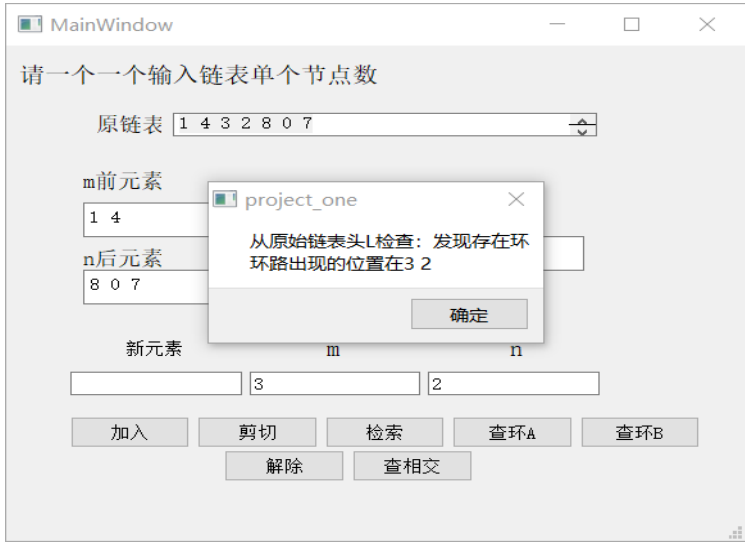 MainWindow
请一个一个输入链表单个节点数
原链表 1 4 3 2 8 0 7
m前元素
1 4
n后元素
8 0 7
project_one
从原始链表头L检查：发现存在环
环路出现的位置在3 2
确定
新元素 m n
3 2
加入 剪切 检索 查环A 查环B
解除 查相交